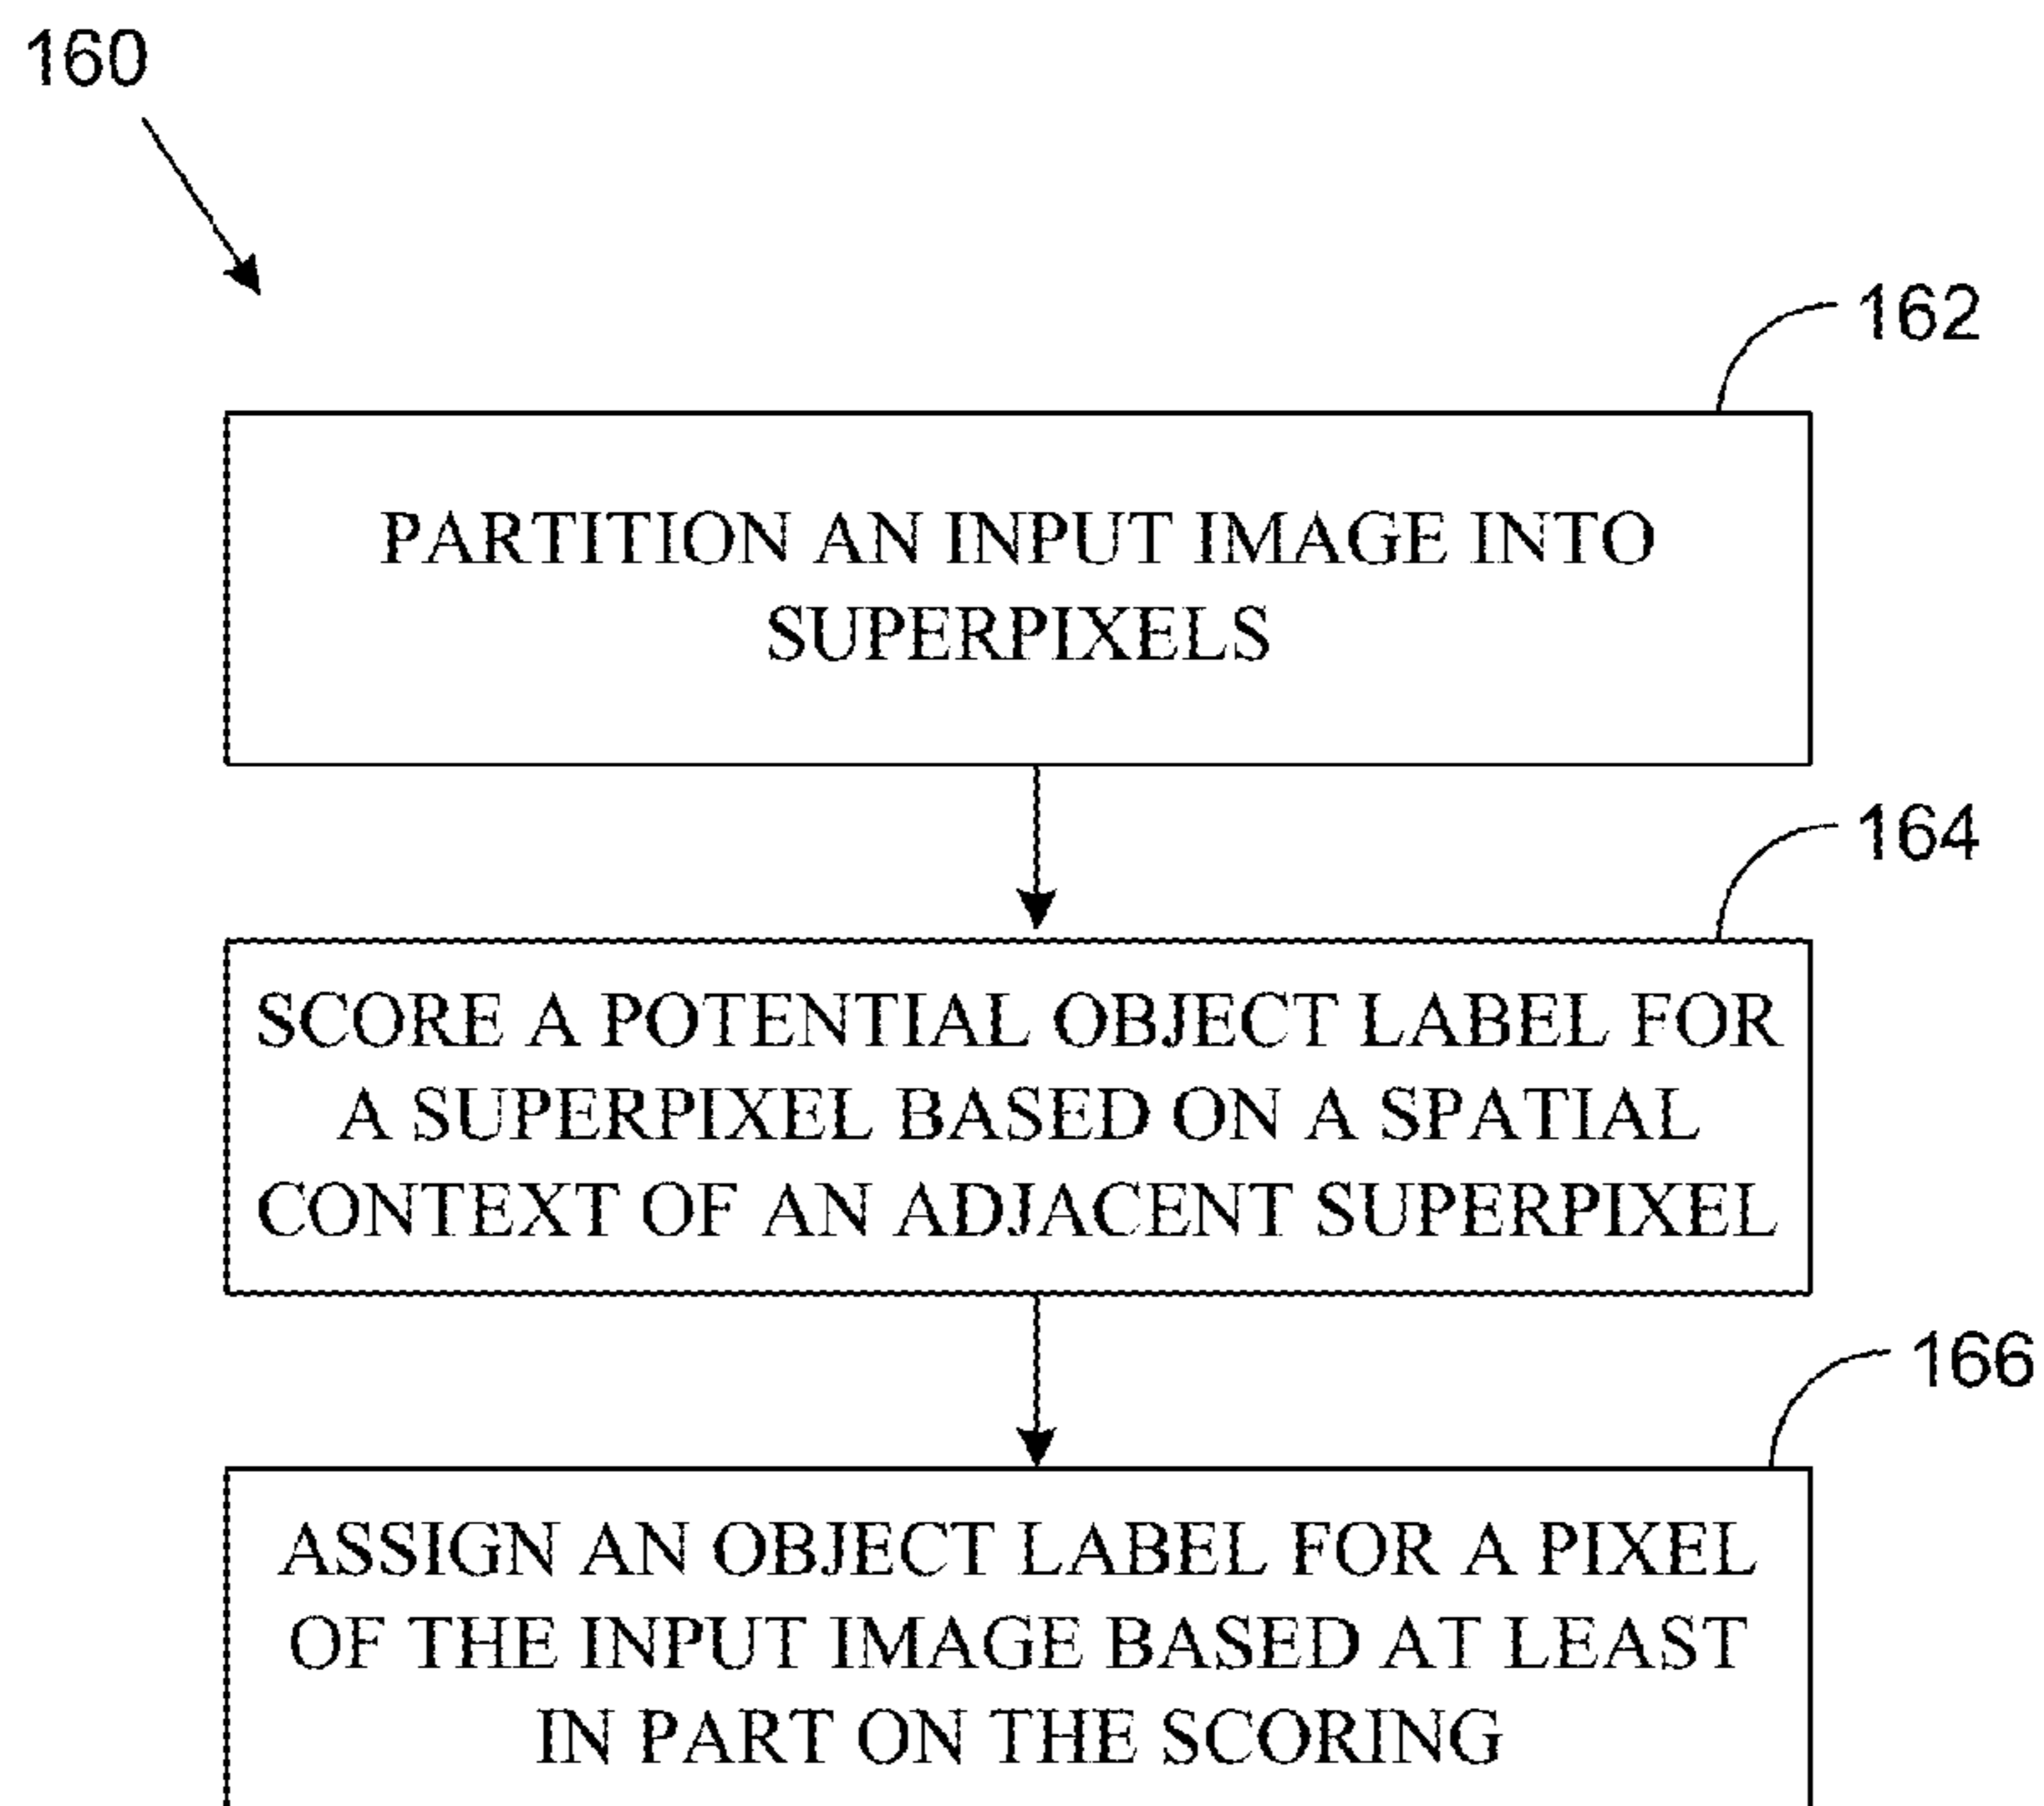 160
162
PARTITION AN INPUT IMAGE INTO
SUPERPIXELS
164
SCORE A POTENTIAL OBJECT LABEL FOR
A SUPERPIXEL BASED ON A SPATIAL
CONTEXT OF AN ADJACENT SUPERPIXEL
166
ASSIGN AN OBJECT LABEL FOR A PIXEL
OF THE INPUT IMAGE BASED AT LEAST
IN PART ON THE SCORING